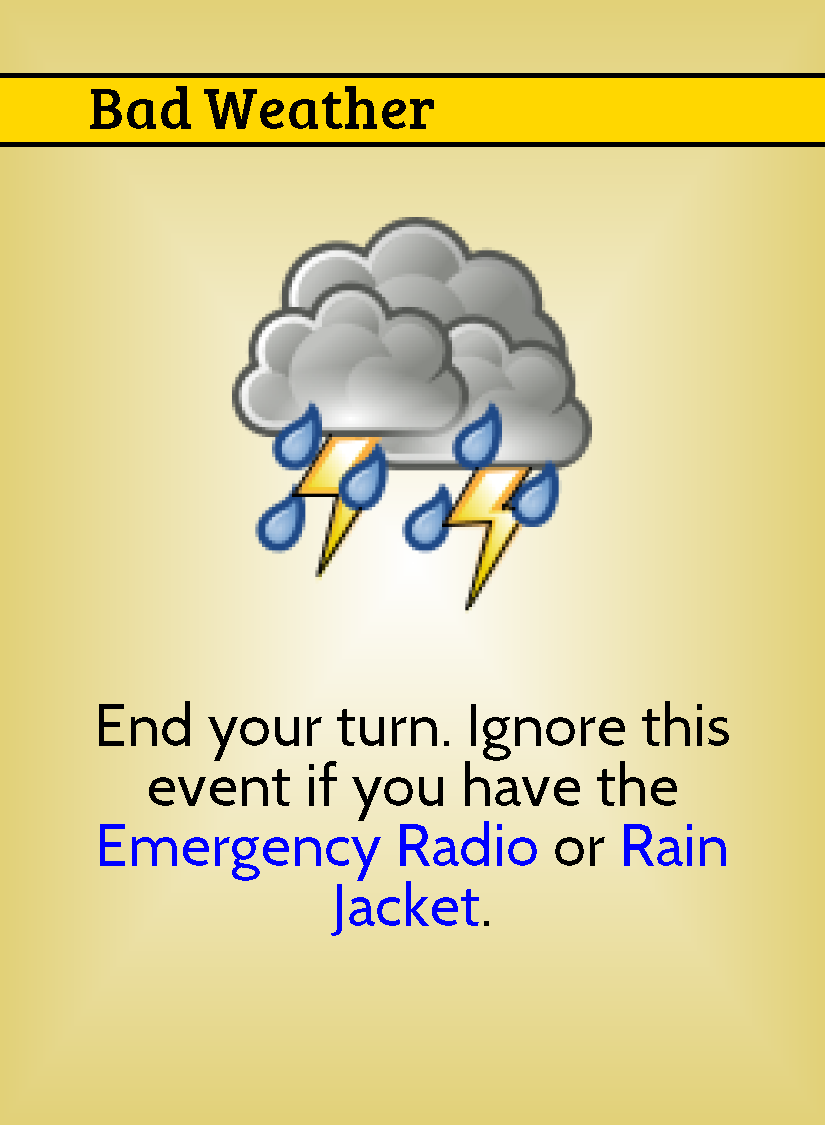 Bad Weather
End your turn. Ignore this
event if you have the
Emergency Radio or Rain
Jacket.